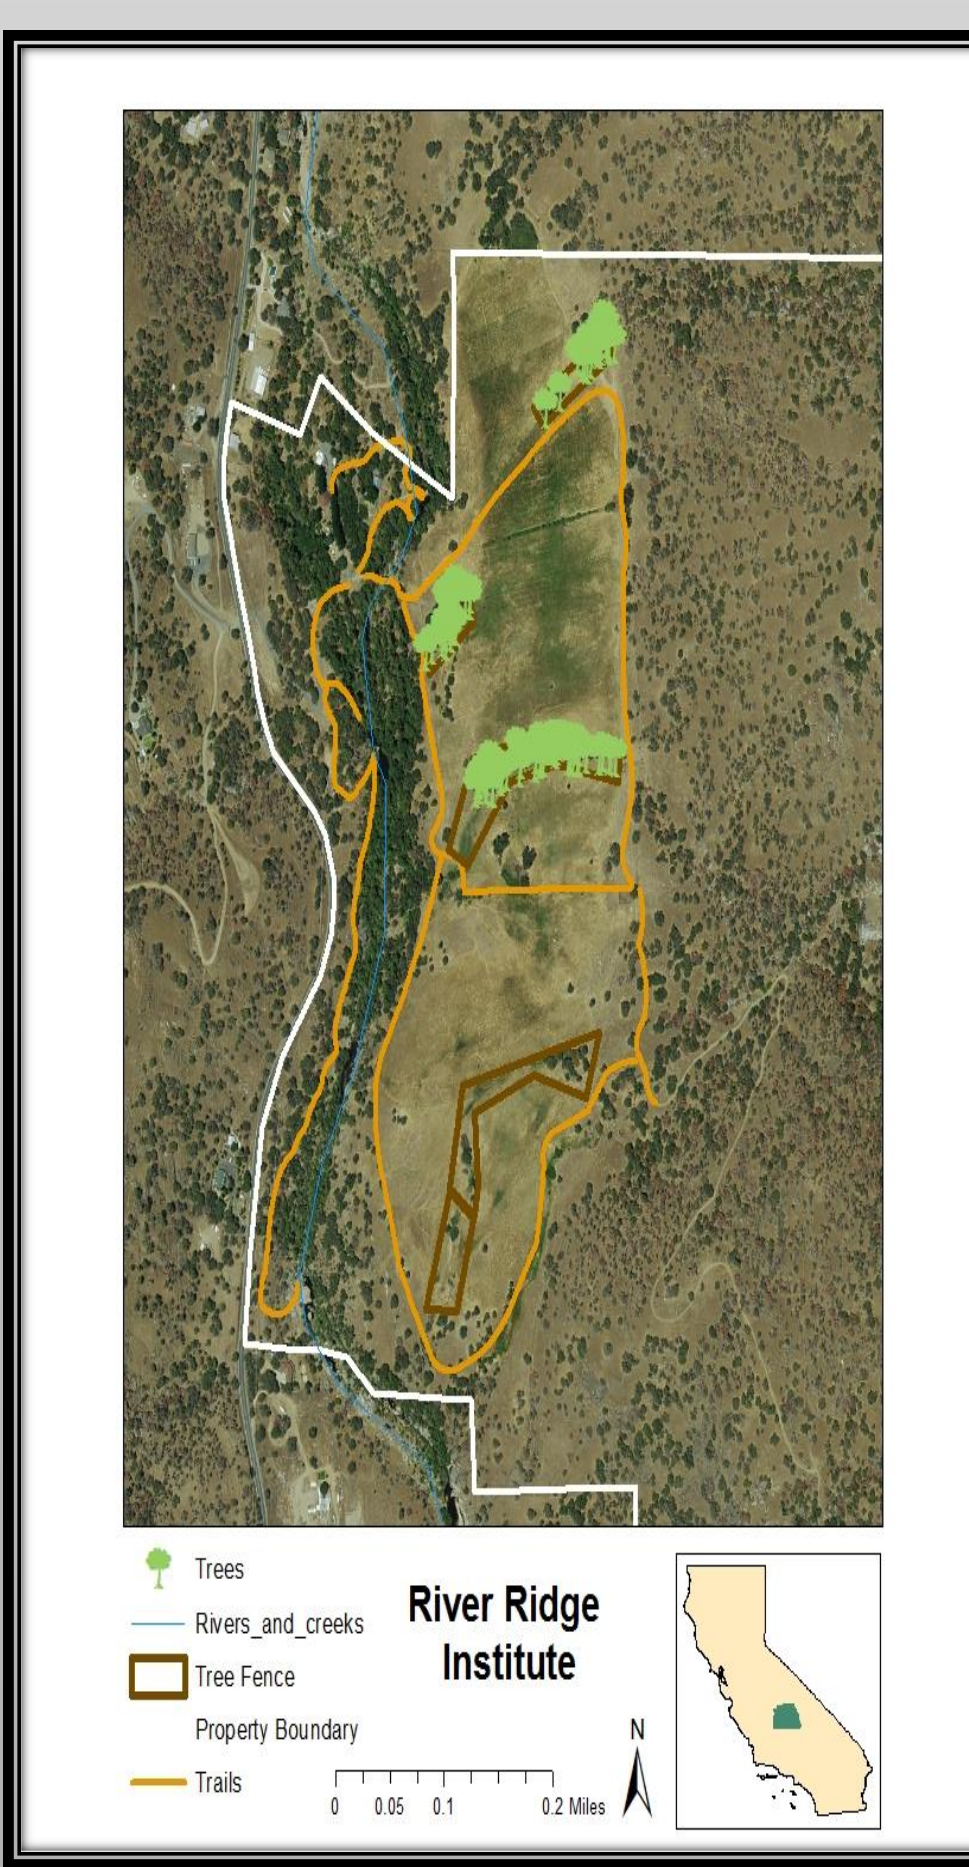 Trees
Rivers_and_creeks
Tree Fence
Property Boundary
Trails
River Ridge
Institute
0 0.05 0.1 0.2 Miles
N